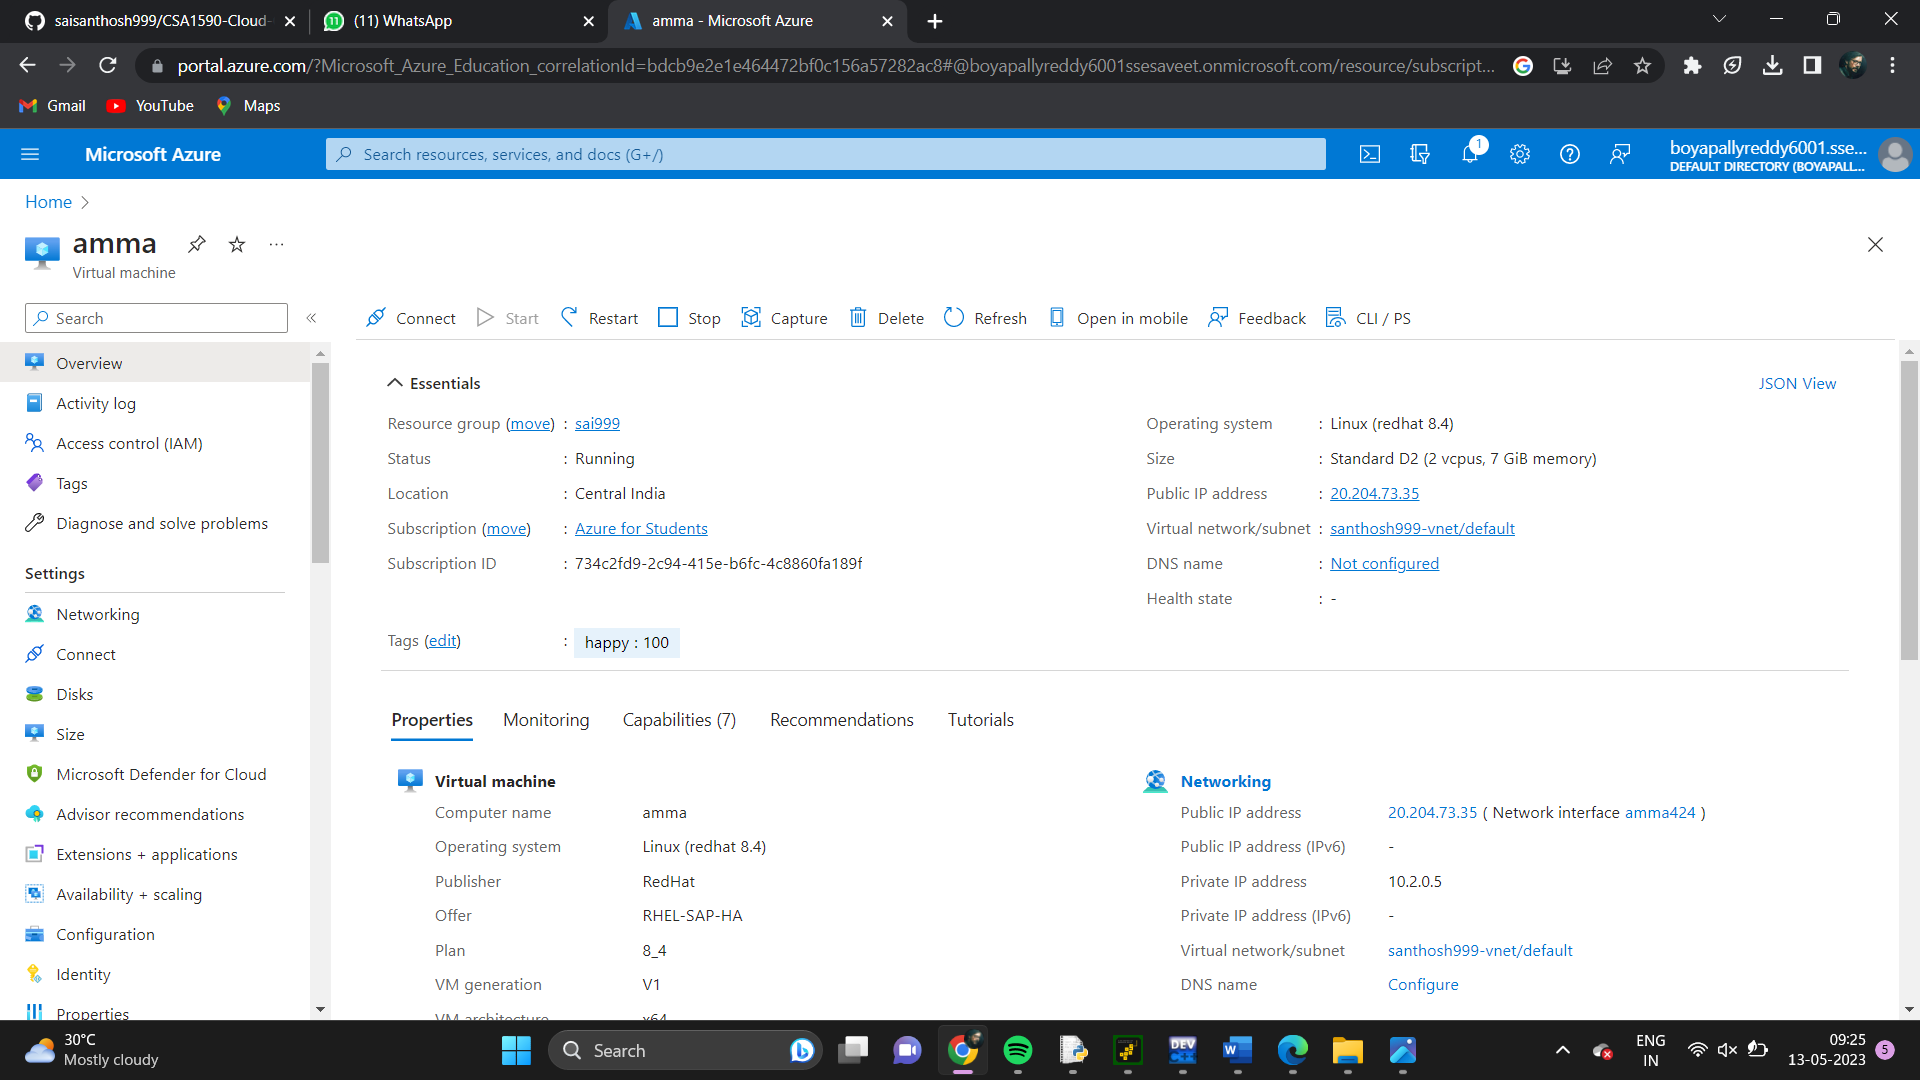 saisanthosh999/CSA1590-Cloud-
(11) WhatsApp
amma - Microsoft Azure
portal.azure.com/?Microsoft_Azure_Education_correlationId=bdcb9e2e1e464472bf0c156a57282ac8#@boyapallyreddy6001ssesaveet.onmicrosoft.com/resource/subscript...
Gmail YouTube Maps
Microsoft Azure
Search resources, services, and docs (G+/)
1
boyapallyreddy6001.sse...
DEFAULT DIRECTORY (BOYAPALL...
Home
amma
Virtual machine
Search
Connect Start Restart Stop Capture Delete Refresh Open in mobile Feedback CLI / PS
Overview
Activity log
Access control (IAM)
Tags
Diagnose and solve problems
Settings
Networking
Connect
Disks
Size
Microsoft Defender for Cloud
Advisor recommendations
Extensions + applications
Availability + scaling
Configuration
Identity
Properties
Essentials
JSON View
Resource group (move) : sai999
Status : Running
Location : Central India
Subscription (move) : Azure for Students
Subscription ID : 734c2fd9-2c94-415e-b6fc-4c8860fa189f
Operating system : Linux (redhat 8.4)
Size : Standard D2 (2 vcpus, 7 GiB memory)
Public IP address : 20.204.73.35
Virtual network/subnet : santhosh999-vnet/default
DNS name : Not configured
Health state : -
Tags (edit) : happy : 100
Properties Monitoring Capabilities (7) Recommendations Tutorials
Virtual machine
Computer name amma
Operating system Linux (redhat 8.4)
Publisher RedHat
Offer RHEL-SAP-HA
Plan 8_4
VM generation V1
VM architecture x64
Networking
Public IP address 20.204.73.35 ( Network interface amma424 )
Public IP address (IPv6) -
Private IP address 10.2.0.5
Private IP address (IPv6) -
Virtual network/subnet santhosh999-vnet/default
DNS name Configure
30°C
Mostly cloudy
Search
DEV
ENG
IN
09:25
13-05-2023
5